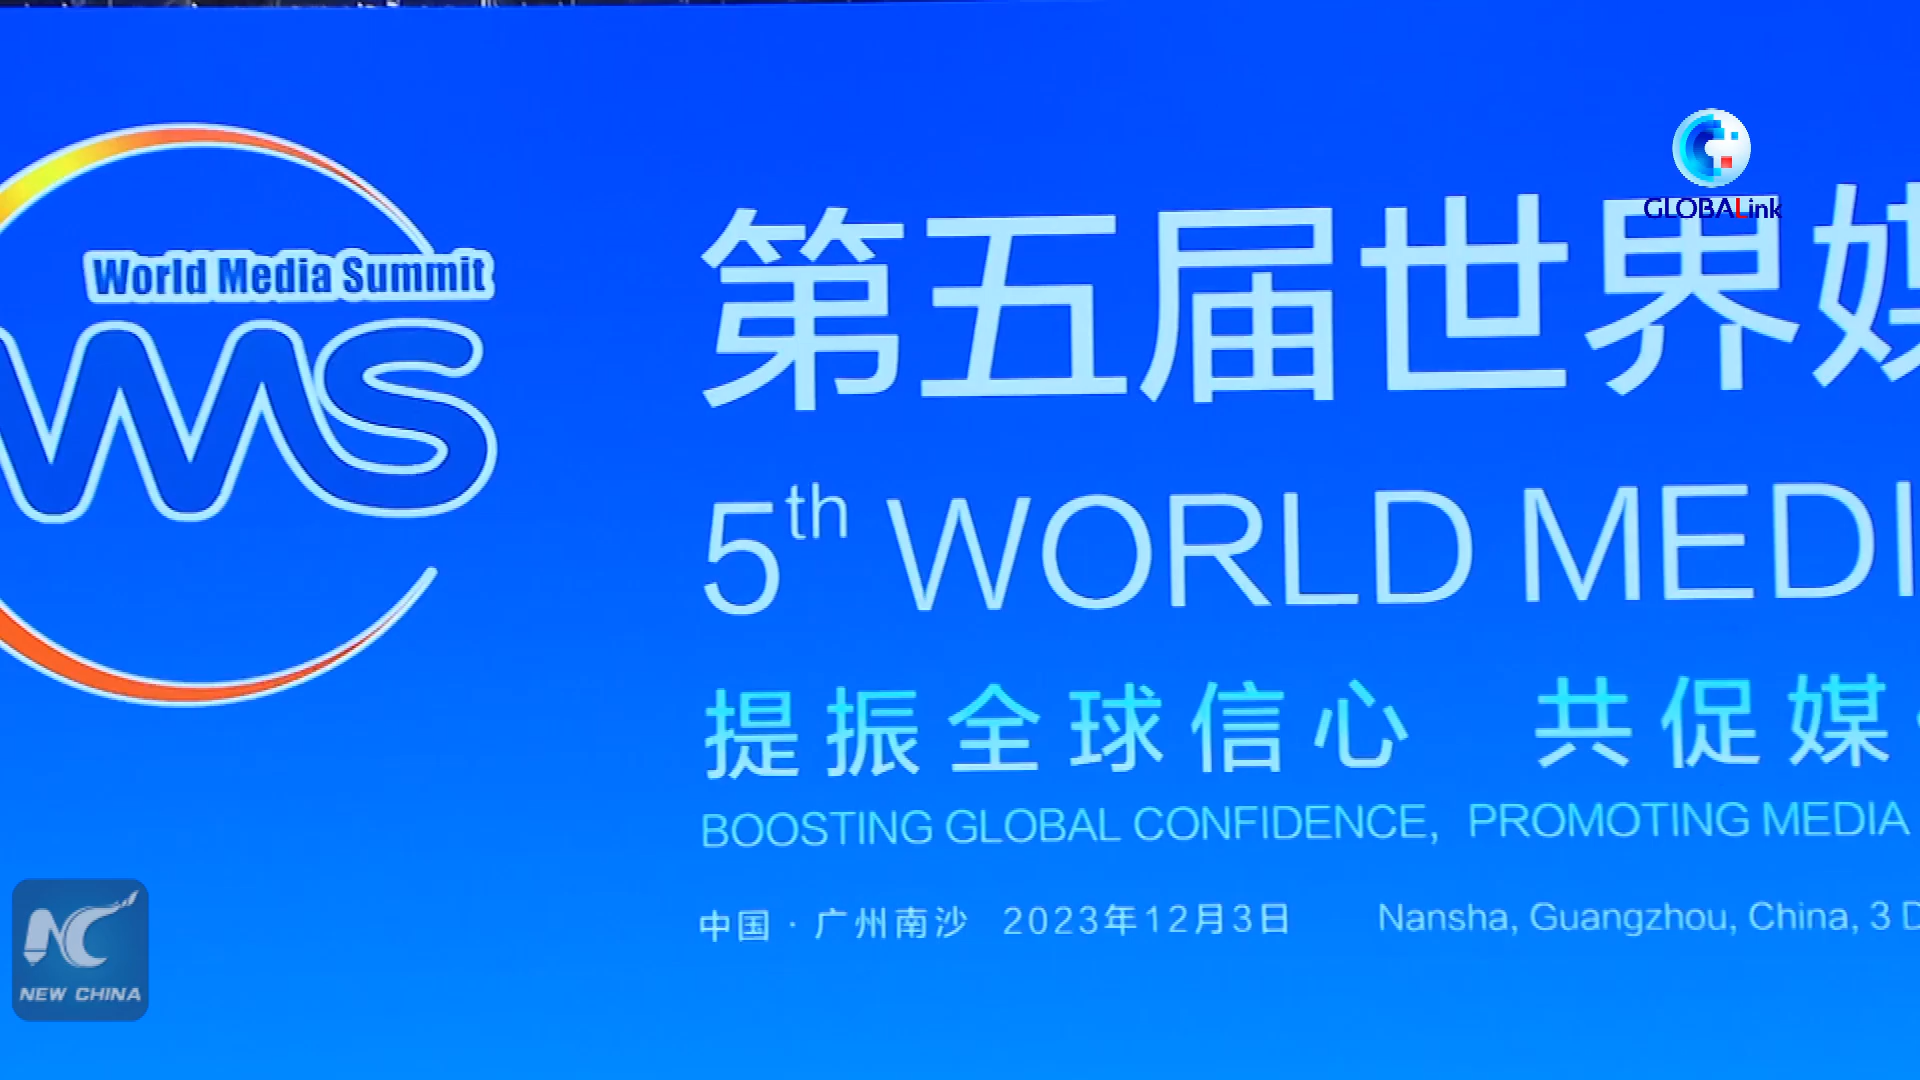 GLOBALink
World Media Summit
WMS
第五届世界媒
5th WORLD MEDI
提振全球信心 共促媒
BOOSTING GLOBAL CONFIDENCE, PROMOTING MEDIA
中国·广州南沙 2023年12月3日 Nansha, Guangzhou, China, 3 D
NC
NEW CHINA